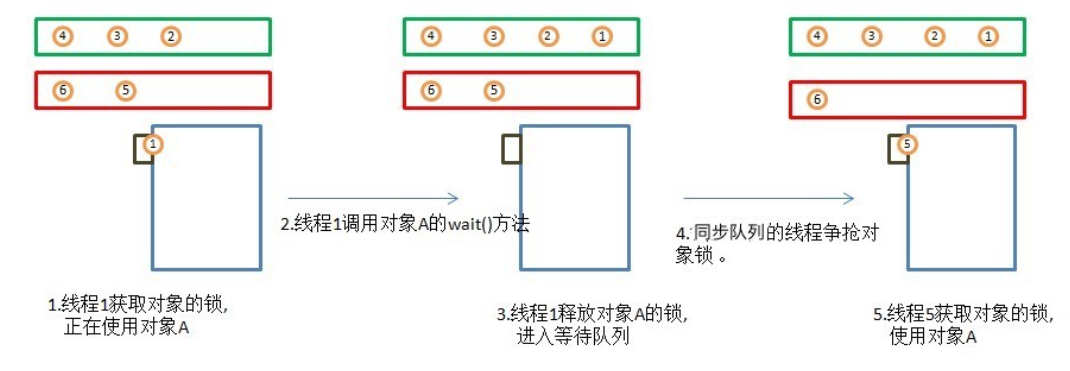 ④ ③ ②
④ ③ ② ①
④ ③ ② ①
⑥ ⑤
⑥ ⑤
⑥
①
⑤
2.线程1调用对象A的wait()方法
4.同步队列的线程争抢对
象锁。
1.线程1获取对象的锁,
正在使用对象A
3.线程1释放对象A的锁,
进入等待队列
5.线程5获取对象的锁,
使用对象A